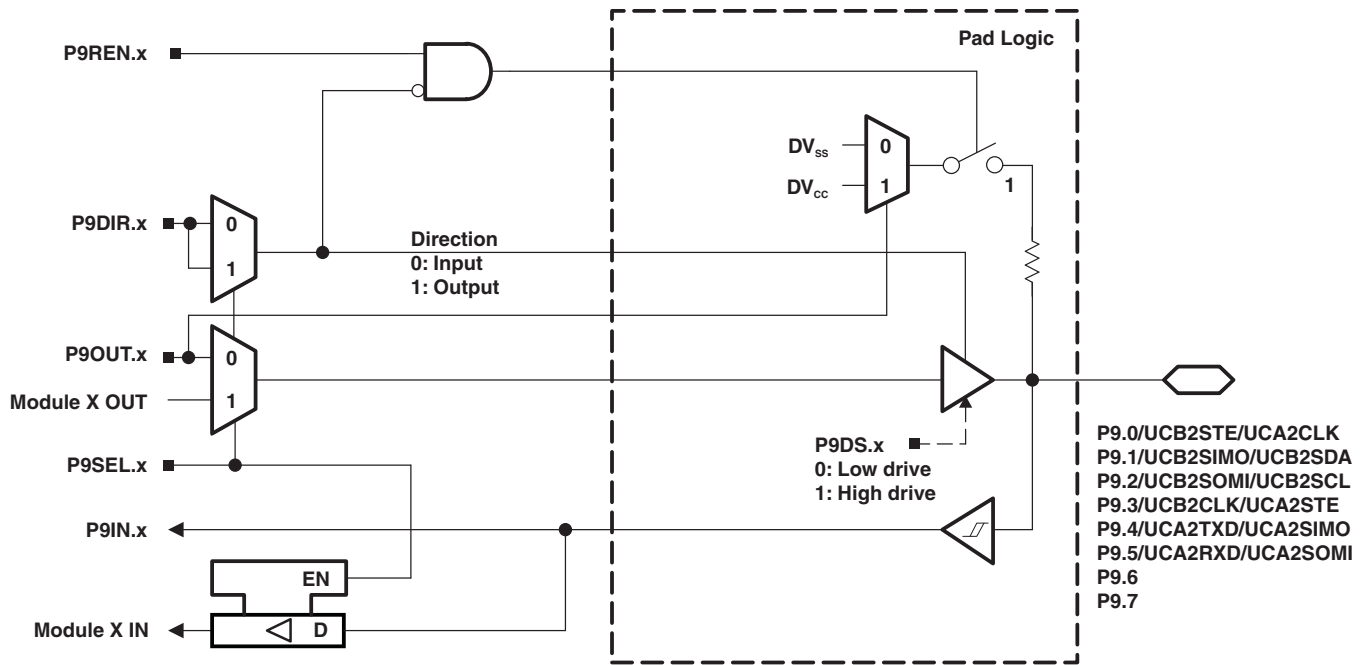 Pad Logic
P9REN.x
DVSS
0
DVCC
1
1
P9DIR.x
0
1
Direction
0: Input
1: Output
P9OUT.x
0
Module X OUT
1
P9DS.x
0: Low drive
1: High drive
P9SEL.x
P9IN.x
EN
Module X IN
D
P9.0/UCB2STE/UCA2CLK
P9.1/UCB2SIMO/UCB2SDA
P9.2/UCB2SOMI/UCB2SCL
P9.3/UCB2CLK/UCA2STE
P9.4/UCA2TXD/UCA2SIMO
P9.5/UCA2RXD/UCA2SOMI
P9.6
P9.7